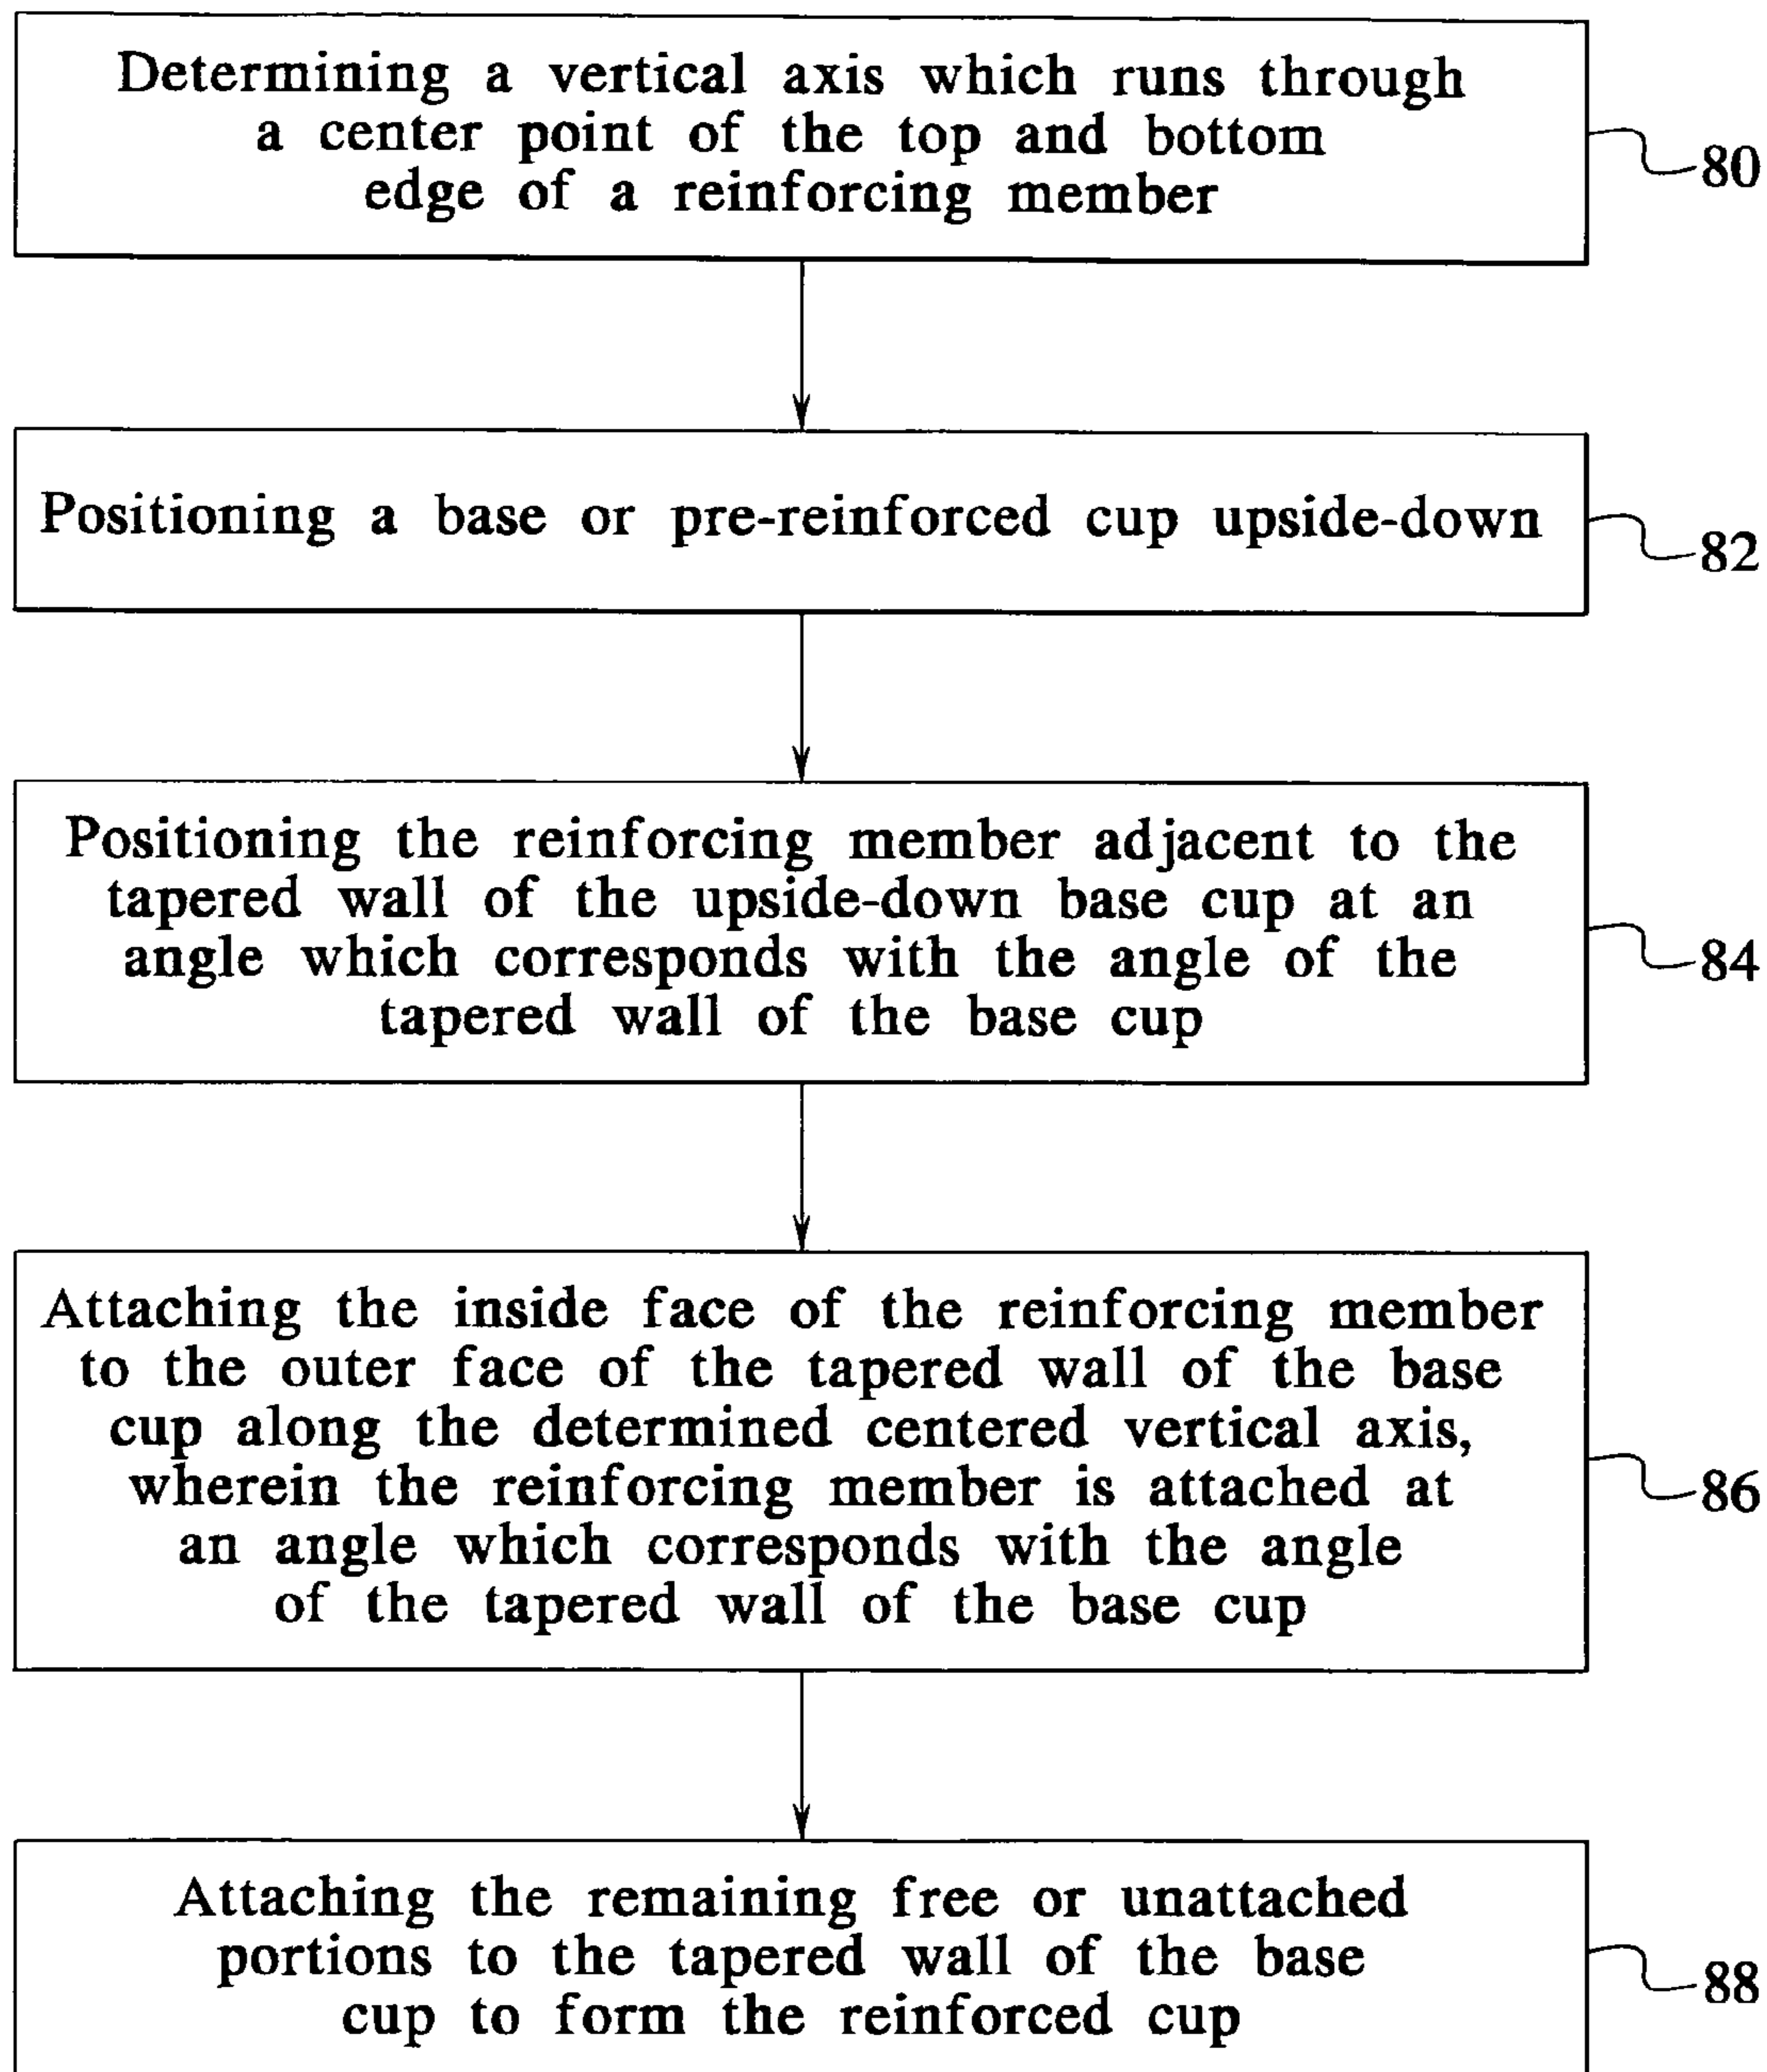 Determining a vertical axis which runs through
a center point of the top and bottom
edge of a reinforcing member
80
Positioning a base or pre-reinforced cup upside-down
82
Positioning the reinforcing member adjacent to the
tapered wall of the upside-down base cup at an
angle which corresponds with the angle of the
tapered wall of the base cup
84
Attaching the inside face of the reinforcing member
to the outer face of the tapered wall of the base
cup along the determined centered vertical axis,
wherein the reinforcing member is attached at
an angle which corresponds with the angle
of the tapered wall of the base cup
86
Attaching the remaining free or unattached
portions to the tapered wall of the base
cup to form the reinforced cup
88